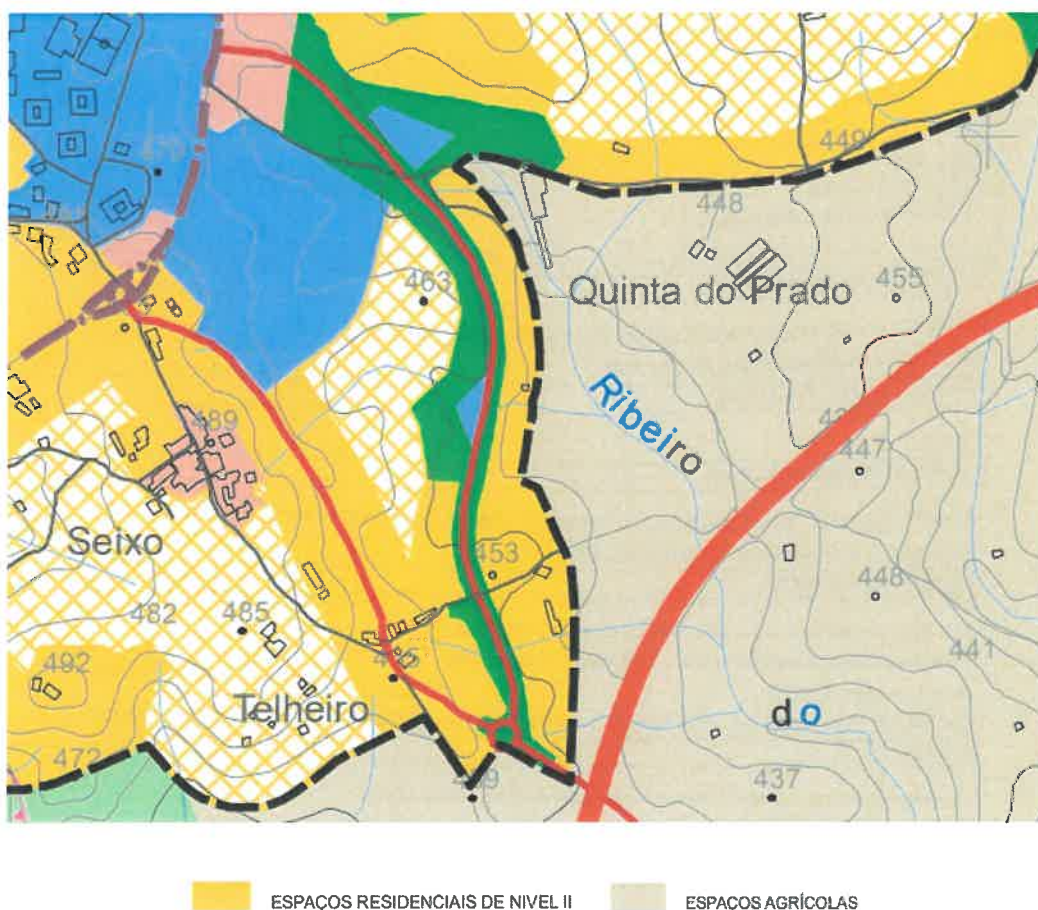 449
448
463
Quinta do Prado
455
Ribeiro
489
447
Seixo
453
482
485
448
492
441
Telheiro
do
472
437
ESPAÇOS RESIDENCIAIS DE NIVEL II
ESPAÇOS AGRÍCOLAS